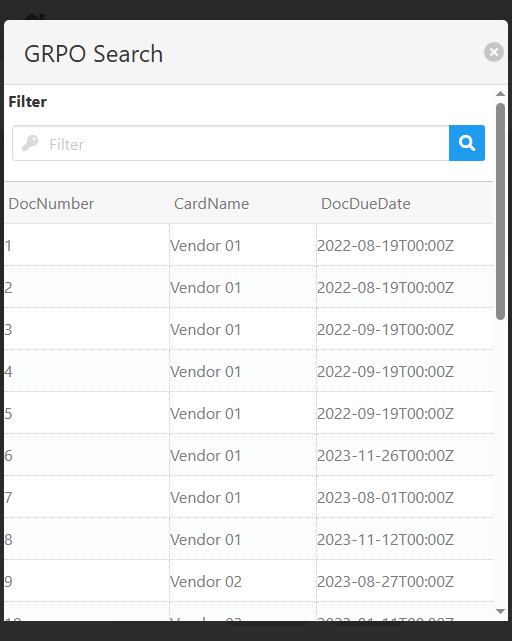 GRPO Search
Filter
Filter
DocNumber CardName DocDueDate
1 Vendor 01 2022-08-19T00:00Z
2 Vendor 01 2022-08-19T00:00Z
3 Vendor 01 2022-09-19T00:00Z
4 Vendor 01 2022-09-19T00:00Z
5 Vendor 01 2022-09-19T00:00Z
6 Vendor 01 2023-11-26T00:00Z
7 Vendor 01 2023-08-01T00:00Z
8 Vendor 01 2023-11-12T00:00Z
9 Vendor 02 2023-08-27T00:00Z